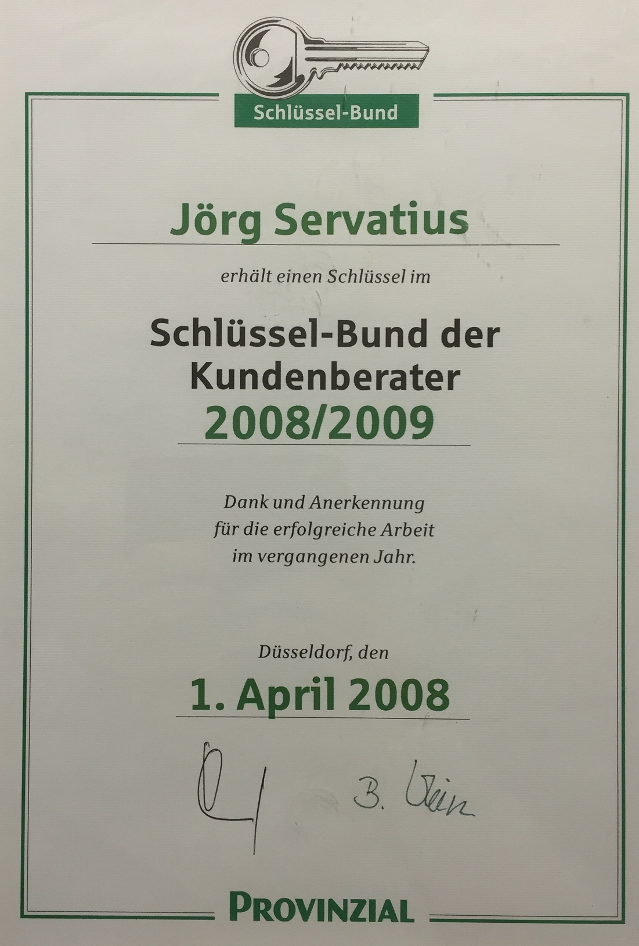 Schlüssel-Bund
Jörg Servatius
erhält einen Schlüssel im
Schlüssel-Bund der
Kundenberater
2008/2009
Dank und Anerkennung
für die erfolgreiche Arbeit
im vergangenen Jahr.
Düsseldorf, den
1. April 2008
B.
PROVINZIAL